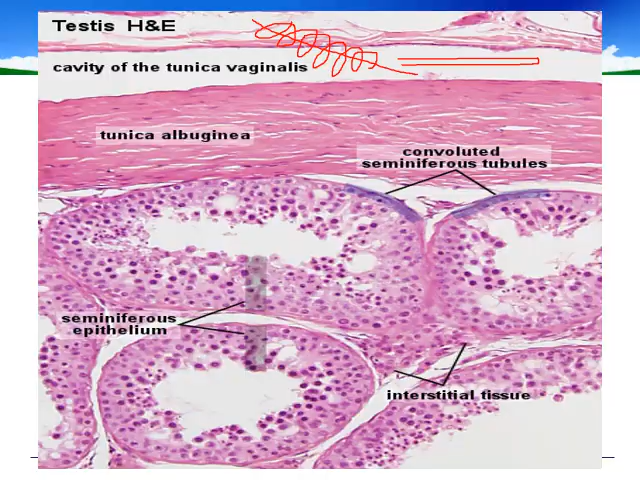 Testis H&E
cavity of the tunica vaginalis
tunica albuginea
convoluted
seminiferous tubules
seminiferous
epithelium
interstitial tissue